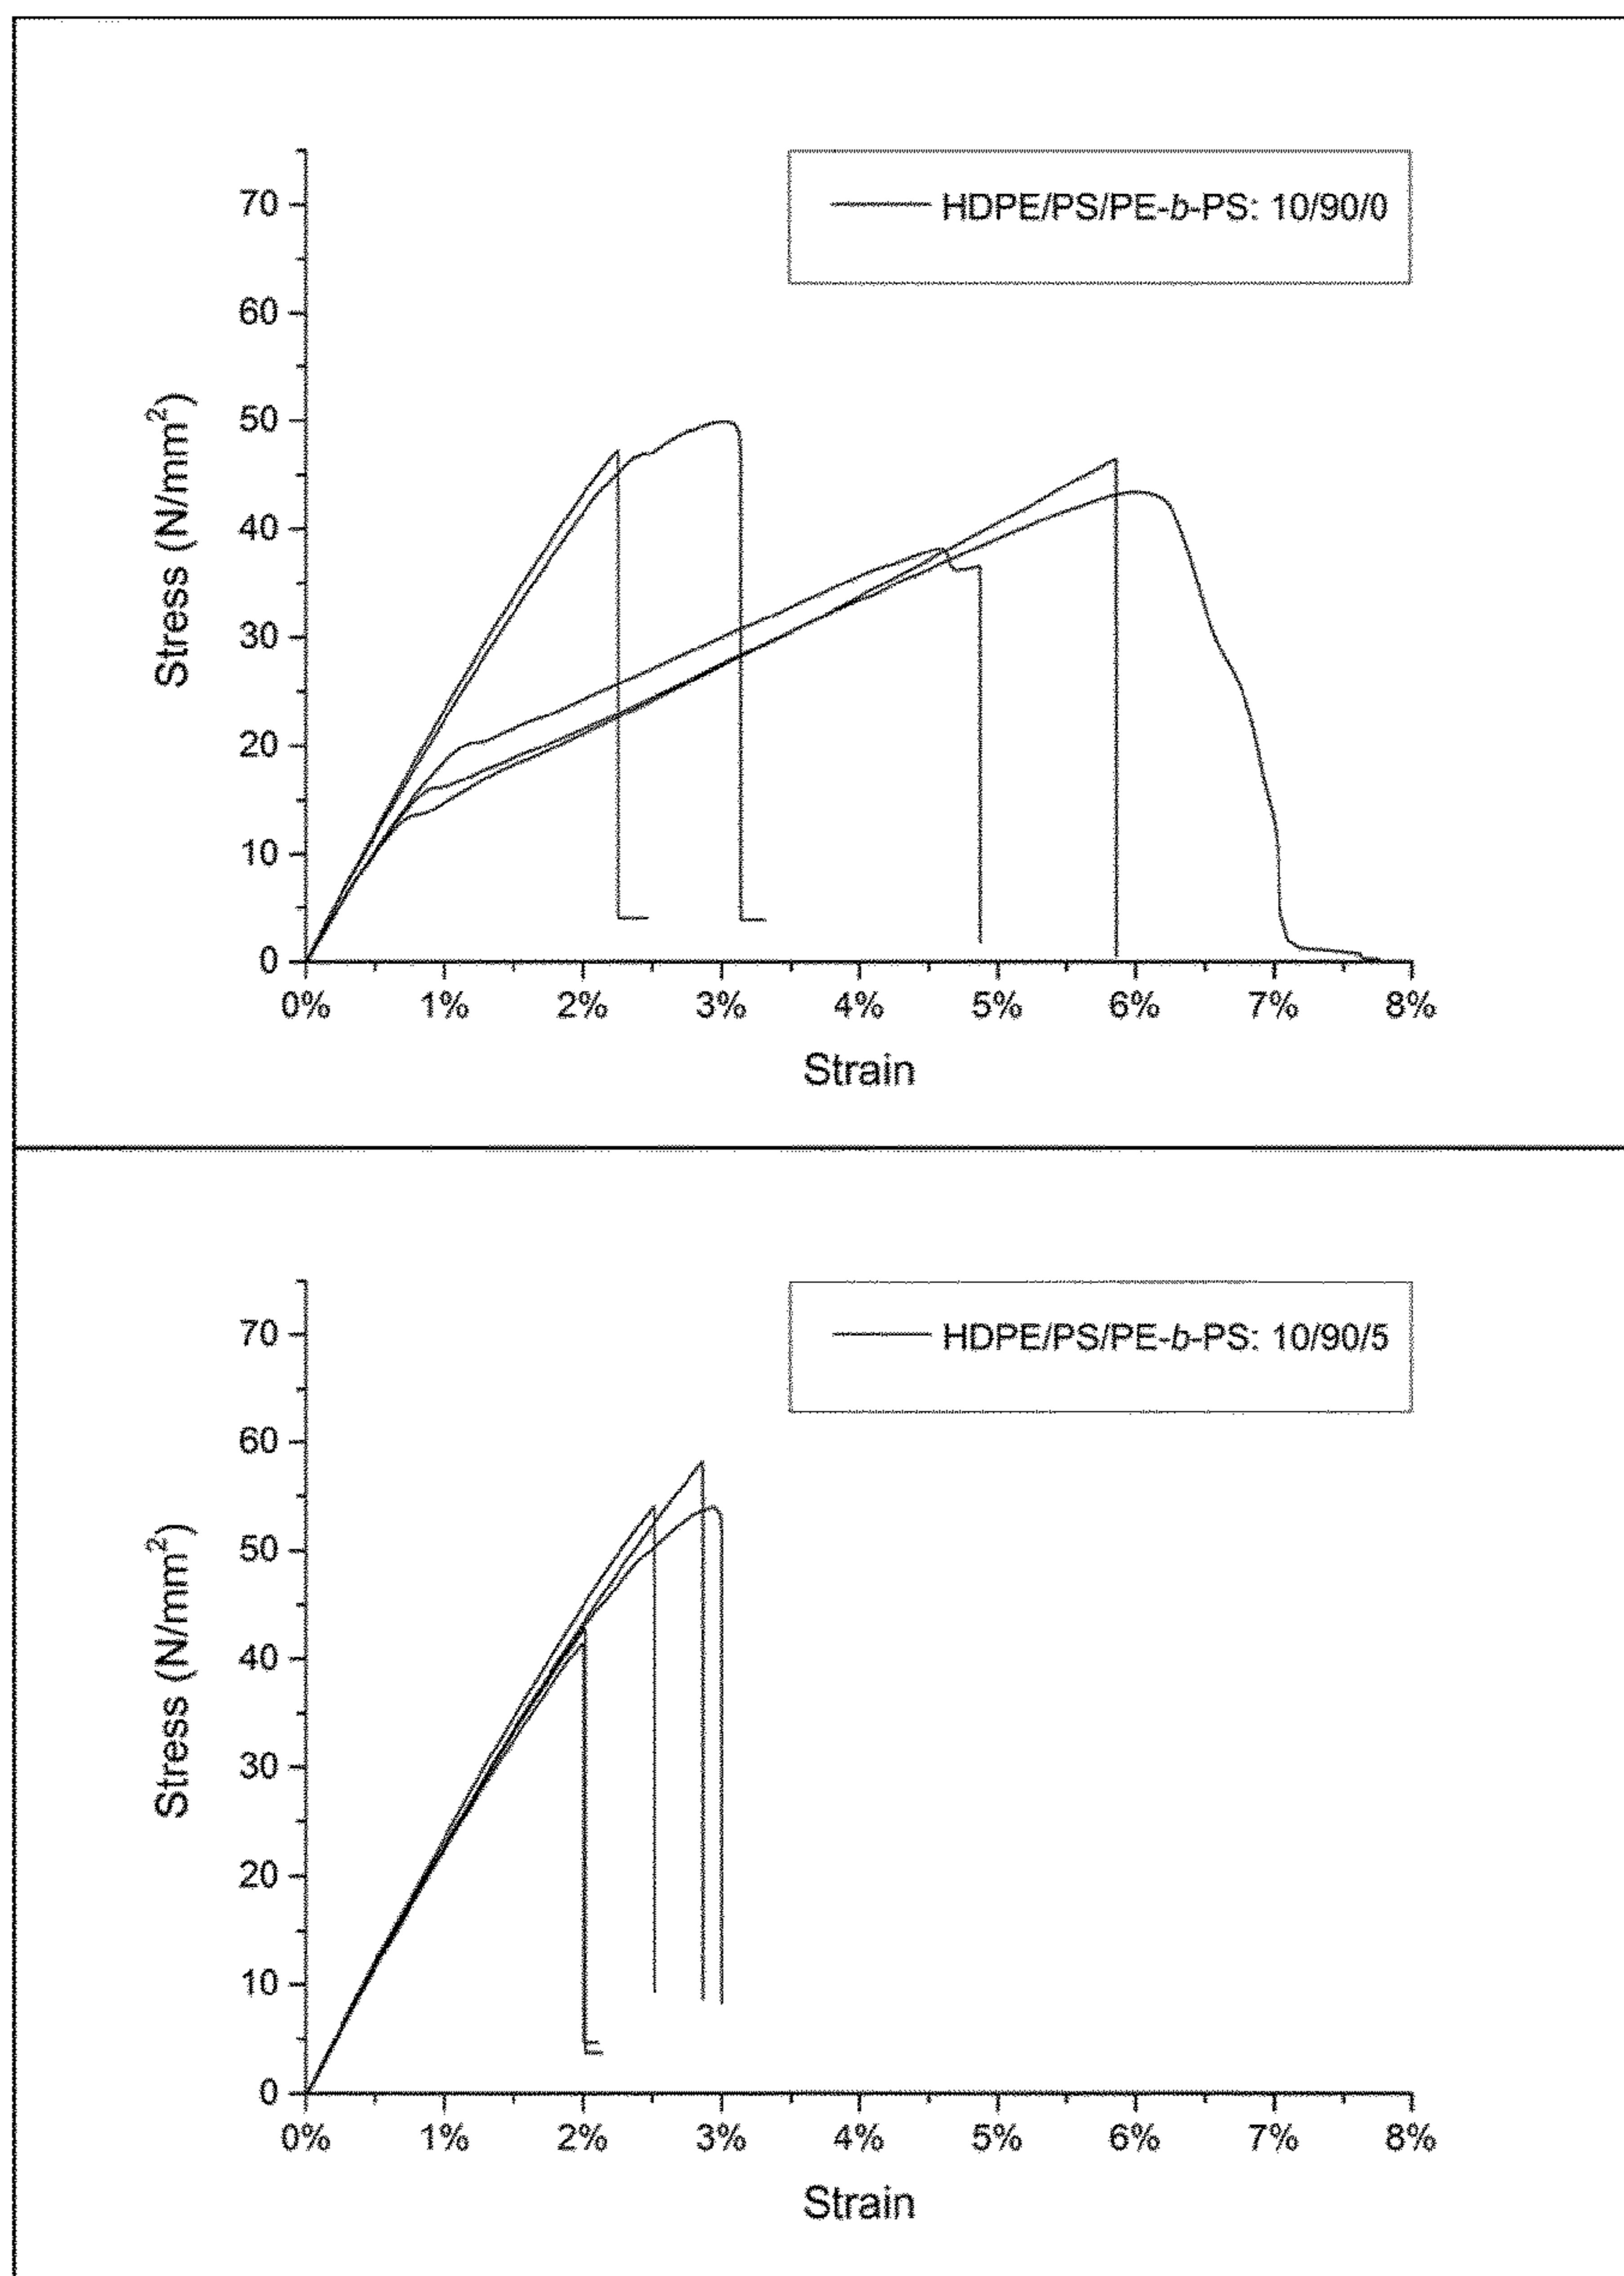 HDPE/PS/PE-b-PS: 10/90/0
70
60
50
40
30
20
10
0
Stress (N/mm²)
0% 1% 2% 3% 4% 5% 6% 7% 8%
Strain
HDPE/PS/PE-b-PS: 10/90/5
70
60
50
40
30
20
10
0
Stress (N/mm²)
0% 1% 2% 3% 4% 5% 6% 7% 8%
Strain